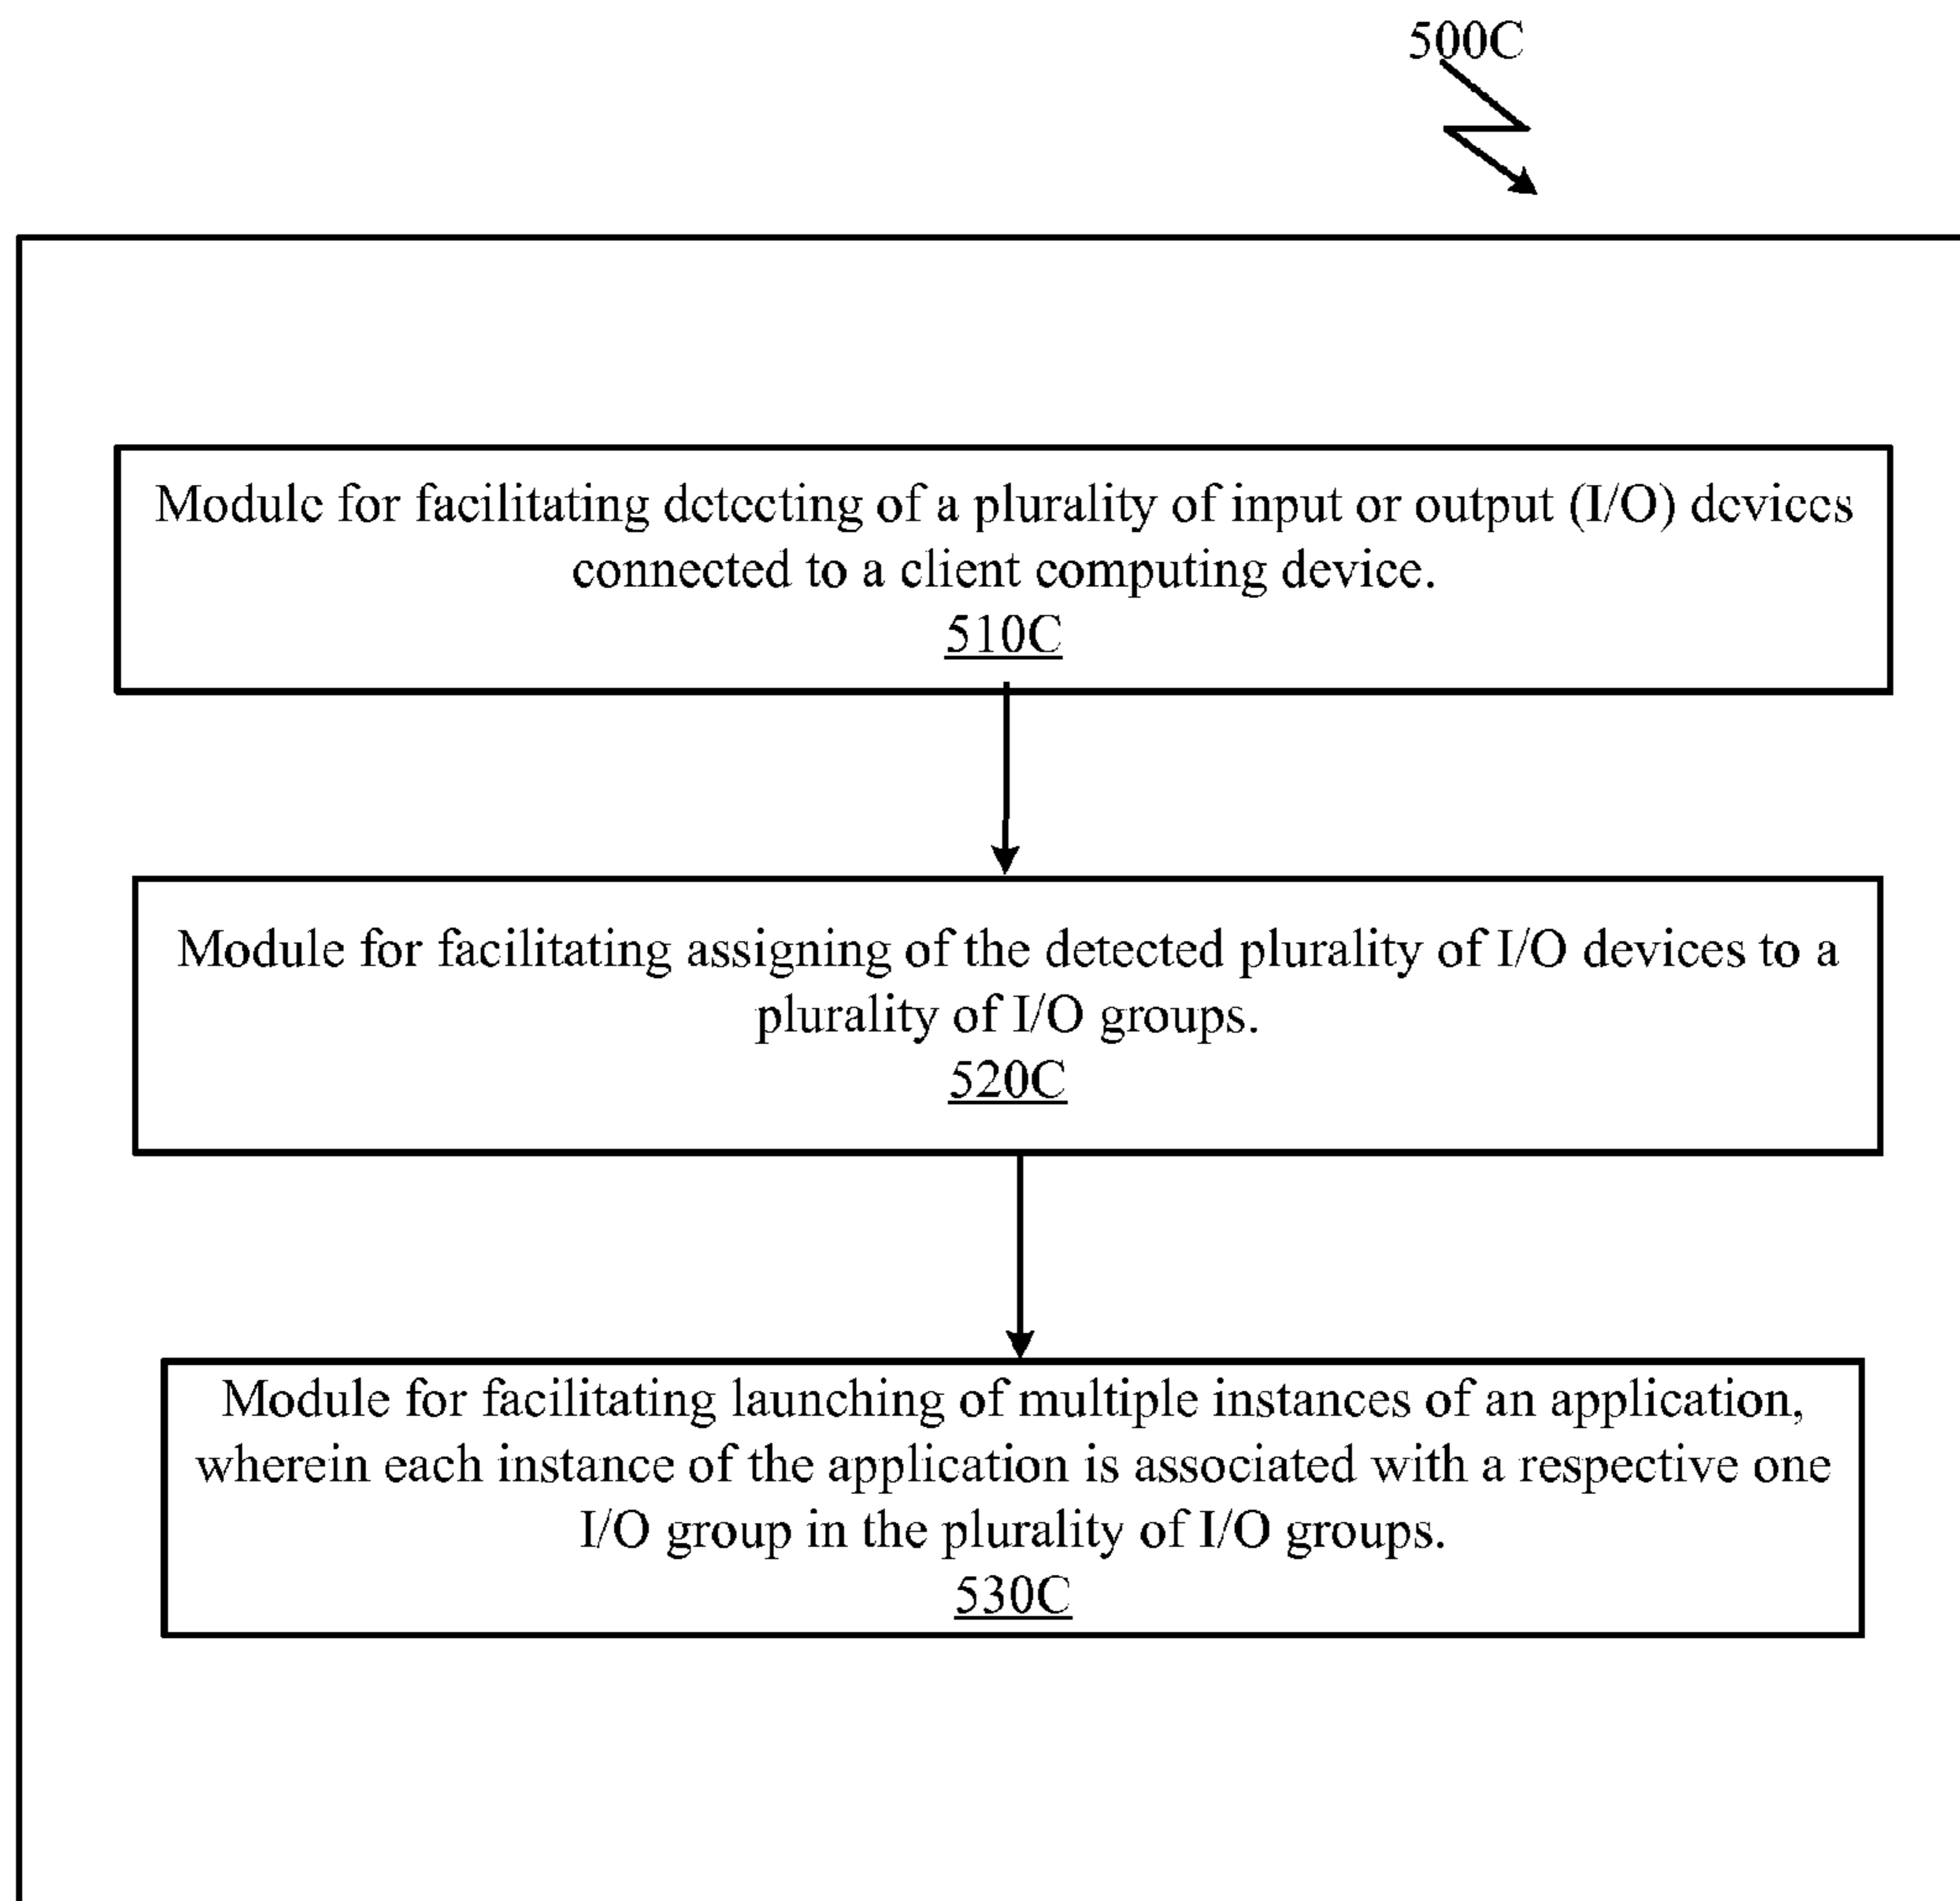 500C
Module for facilitating detecting of a plurality of input or output (I/O) devices
connected to a client computing device.
510C
Module for facilitating assigning of the detected plurality of I/O devices to a
plurality of I/O groups.
520C
Module for facilitating launching of multiple instances of an application,
wherein each instance of the application is associated with a respective one
I/O group in the plurality of I/O groups.
530C